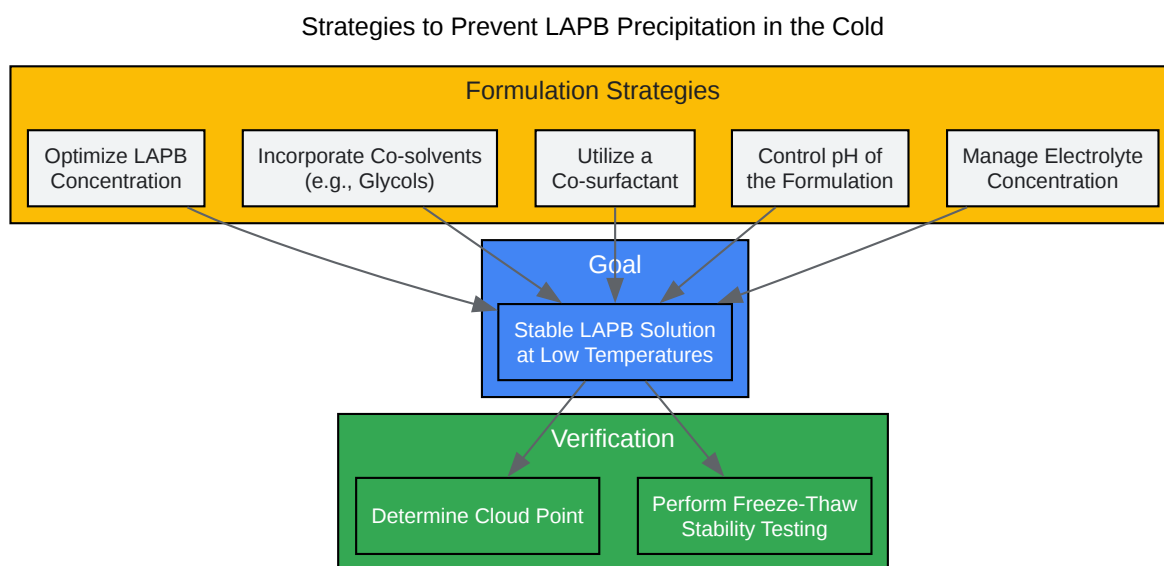 Strategies to Prevent LAPB Precipitation in the Cold
Formulation Strategies
Optimize LAPB
Concentration
Incorporate Co-solvents
(e.g., Glycols)
Utilize a
Co-surfactant
Control pH of
the Formulation
Manage Electrolyte
Concentration
Goal
Stable LAPB Solution
at Low Temperatures
Verification
Determine Cloud Point
Perform Freeze-Thaw
Stability Testing